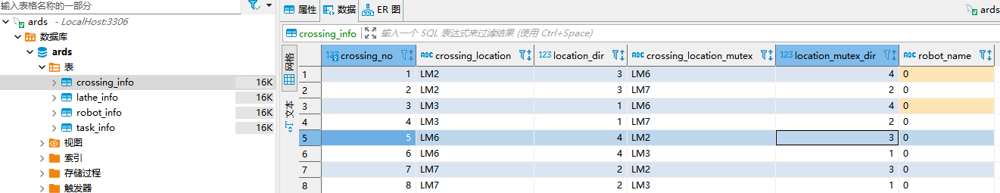 输入表格名称的一部分
属性 数据 ER 图
ards
ards - LocalHost:3306
数据库
ards
表
crossing_info 16K
lathe_info 16K
robot_info 16K
task_info 16K
视图
索引
存储过程
触发器
crossing_info 输入一个 SQL 表达式来过滤结果 (使用 Ctrl+Space)
网格
文本
123 crossing_no ABC crossing_location 123 location_dir ABC crossing_location_mutex 123 location_mutex_dir ABC robot_name
1 1 LM2 3 LM6 4 0
2 2 LM2 3 LM7 2 0
3 3 LM3 1 LM6 4 0
4 4 LM3 1 LM7 2 0
5 5 LM6 4 LM2 3 0
6 6 LM6 4 LM3 1 0
7 7 LM7 2 LM2 3 0
8 8 LM7 2 LM3 1 0